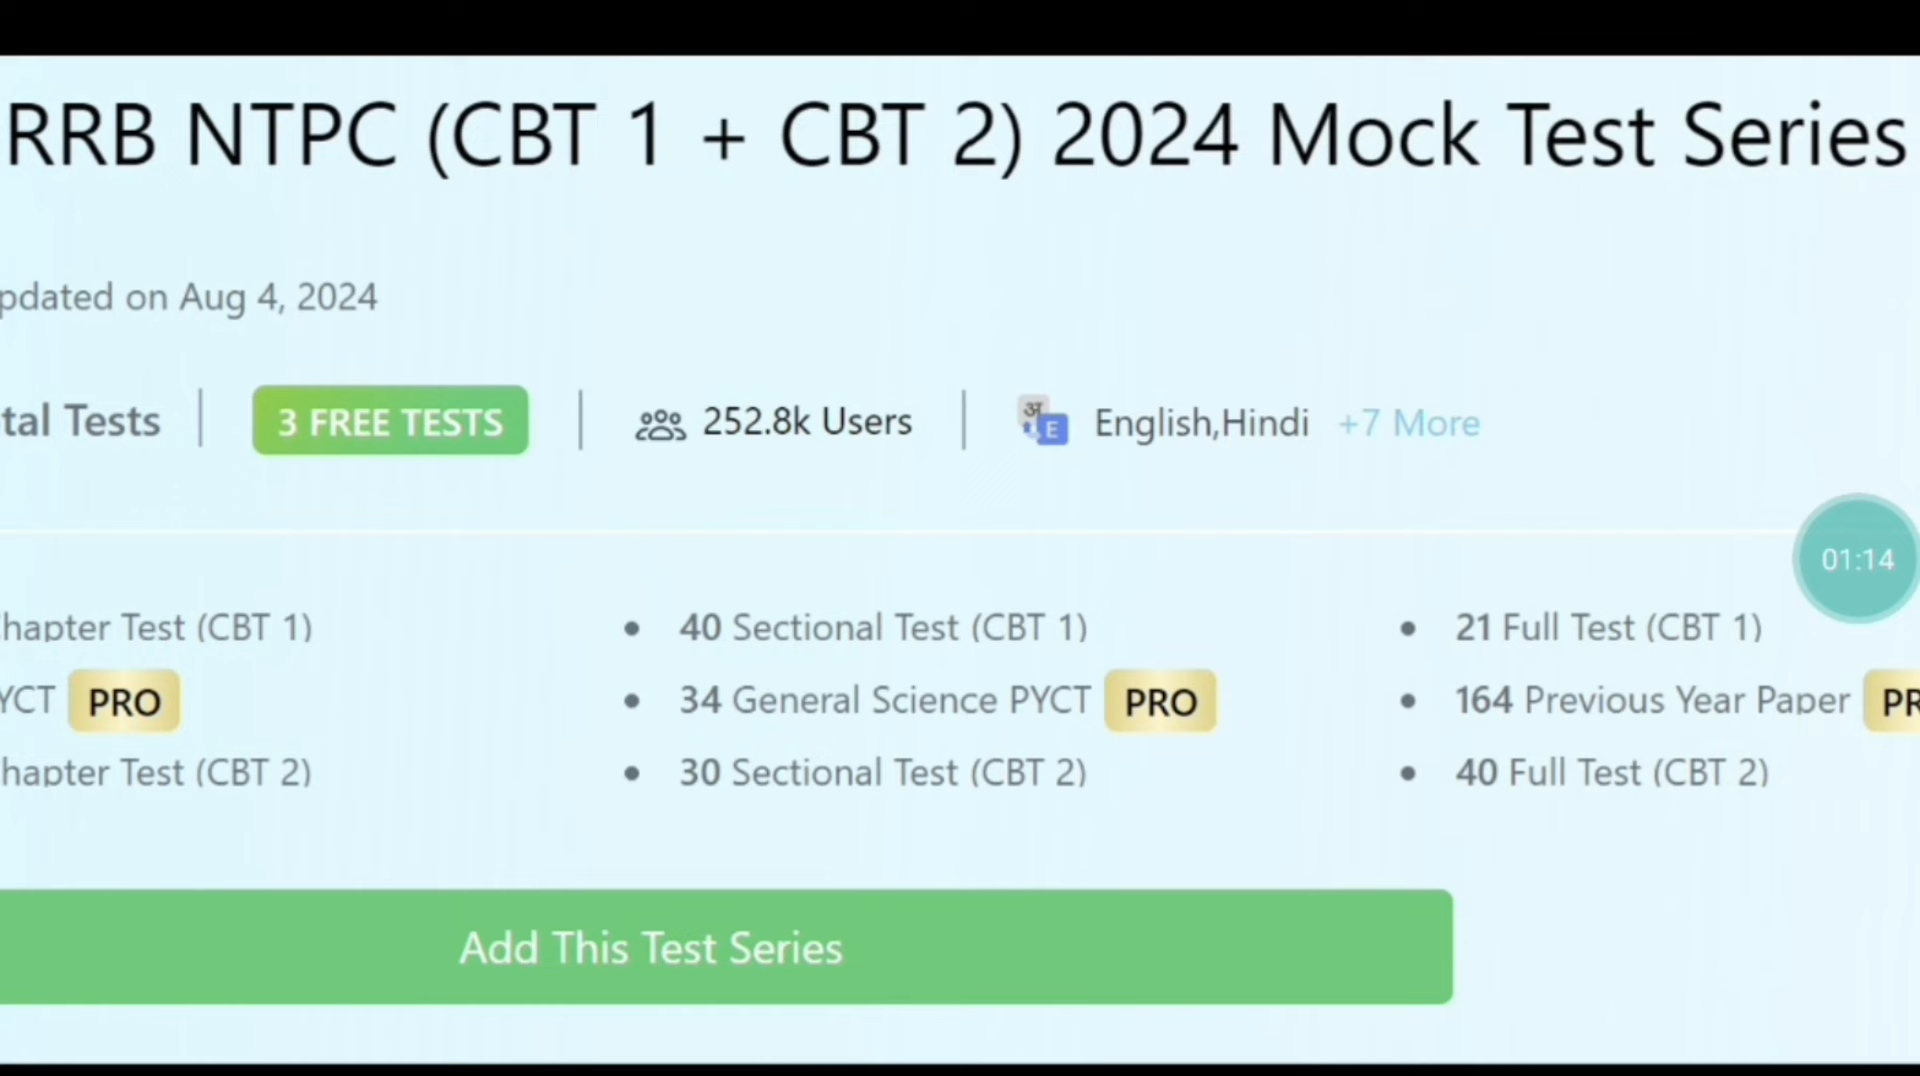 RRB NTPC (CBT 1 + CBT 2) 2024 Mock Test Series
pdated on Aug 4, 2024
tal Tests | 3 FREE TESTS | 252.8k Users | English,Hindi +7 More
01:14
hapter Test (CBT 1) • 40 Sectional Test (CBT 1) • 21 Full Test (CBT 1)
YCT PRO • 34 General Science PYCT PRO • 164 Previous Year Paper PR
hapter Test (CBT 2) • 30 Sectional Test (CBT 2) • 40 Full Test (CBT 2)
Add This Test Series